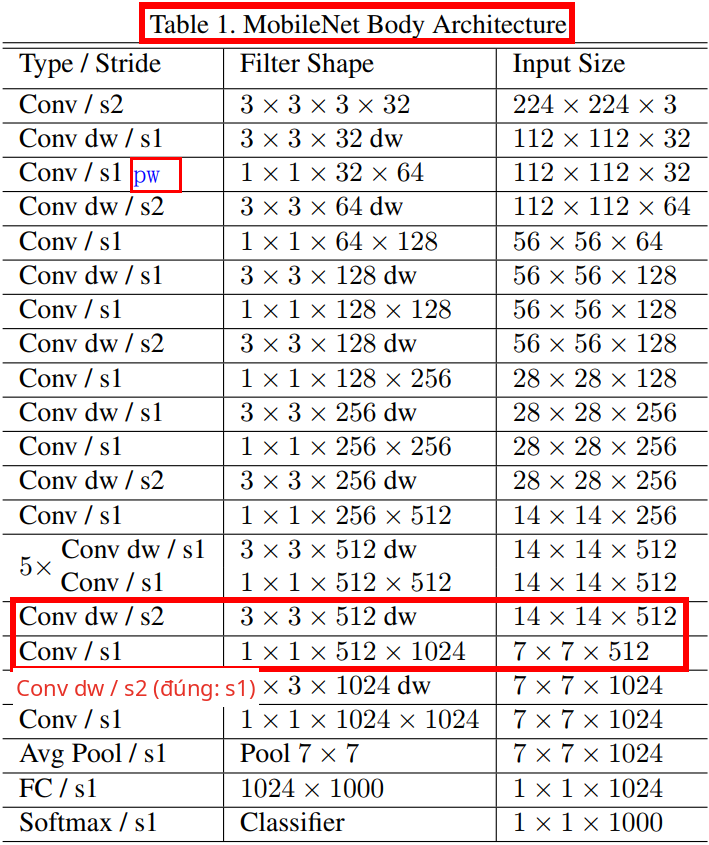 Table 1. MobileNet Body Architecture
Type / Stride Filter Shape Input Size
Conv / s2 3 × 3 × 3 × 32 224 × 224 × 3
Conv dw / s1 3 × 3 × 32 dw 112 × 112 × 32
Conv / s1 pw 1 × 1 × 32 × 64 112 × 112 × 32
Conv dw / s2 3 × 3 × 64 dw 112 × 112 × 64
Conv / s1 1 × 1 × 64 × 128 56 × 56 × 64
Conv dw / s1 3 × 3 × 128 dw 56 × 56 × 128
Conv / s1 1 × 1 × 128 × 128 56 × 56 × 128
Conv dw / s2 3 × 3 × 128 dw 56 × 56 × 128
Conv / s1 1 × 1 × 128 × 256 28 × 28 × 128
Conv dw / s1 3 × 3 × 256 dw 28 × 28 × 256
Conv / s1 1 × 1 × 256 × 256 28 × 28 × 256
Conv dw / s2 3 × 3 × 256 dw 28 × 28 × 256
Conv / s1 1 × 1 × 256 × 512 14 × 14 × 256
5× Conv dw / s1 3 × 3 × 512 dw 14 × 14 × 512
Conv / s1 1 × 1 × 512 × 512 14 × 14 × 512
Conv dw / s2 3 × 3 × 512 dw 14 × 14 × 512
Conv / s1 1 × 1 × 512 × 1024 7 × 7 × 512
Conv dw / s2 (đúng: s1) × 3 × 1024 dw 7 × 7 × 1024
Conv / s1 1 × 1 × 1024 × 1024 7 × 7 × 1024
Avg Pool / s1 Pool 7 × 7 7 × 7 × 1024
FC / s1 1024 × 1000 1 × 1 × 1024
Softmax / s1 Classifier 1 × 1 × 1000